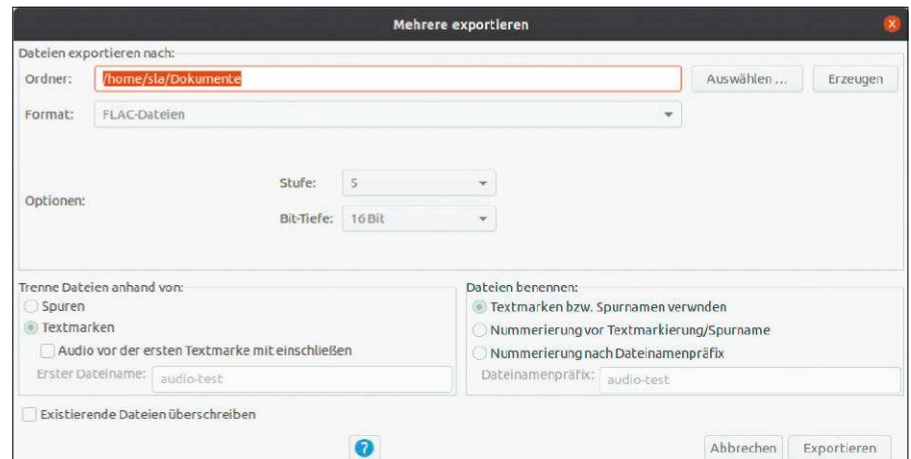 Mehrere exportieren
Dateien exportieren nach:
Ordner: /home/sla/Dokumente Auswählen ... Erzeugen
Format: FLAC-Dateien
Optionen:
Stufe: 5
Bit-Tiefe: 16 Bit
Trenne Dateien anhand von:
Spuren
Textmarken
Audio vor der ersten Textmarke mit einschließen
Erster Dateiname: audio-test
Dateien benennen:
Textmarken bzw. Spurnamen verwnden
Nummerierung vor Textmarkierung/Spurname
Nummerierung nach Dateinamenpräfix
Dateinamenpräfix: audio-test
Existierende Dateien überschreiben
? Abbrechen Exportieren